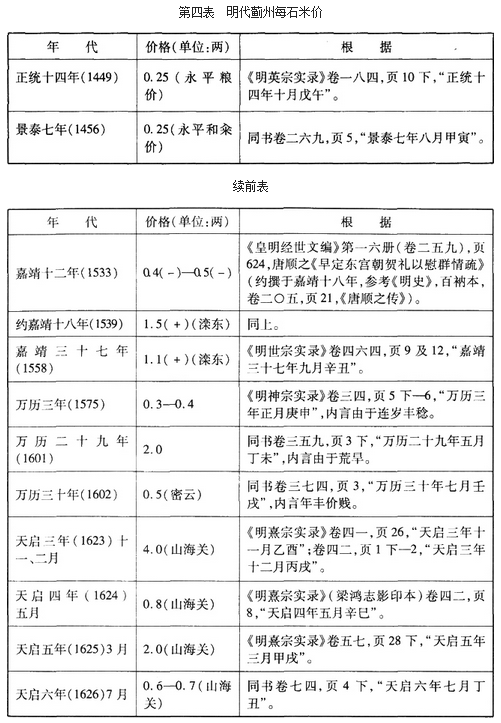 第四表　明代蓟州每石米价
年　代
价格(单位:两)
根　据
正统十四年(1449)
0.25(永平粮
价)
《明英宗实录》卷一八四,页10下,“正统十
四年十月戊午”。
景泰七年(1456)
0.25(永平和籴
价)
同书卷二六九,页5,“景泰七年八月甲寅”。
续前表
年　代
价格(单位:两)
根　据
嘉靖十二年(1533)
0.4(-)—0.5(-)
《皇明经世文编》第一六册(卷二五九),页
624,唐顺之《早定东宫朝贺礼以慰群情疏》
(约撰于嘉靖十八年,参考《明史》,百衲本,
卷二〇五,页21,《唐顺之传》)。
约嘉靖十八年(1539)
1.5(+)(滦东)
同上。
嘉靖三十七年
(1558)
1.1(+)(滦东)
《明世宗实录》卷四六四,页9及12,“嘉靖
三十七年九月辛丑”。
万历三年(1575)
0.3—0.4
《明神宗实录》卷三四,页5下—6,“万历三
年正月庚申”,内言由于连岁丰稔。
万历二十九年
(1601)
2.0
同书卷三五九,页3下,“万历二十九年五月
丁未”,内言由于荒旱。
万历三十年(1602)
0.5(密云)
同书卷三七四,页3,“万历三十年七月壬
戌”,内言年丰价贱。
天启三年(1623)十
一、二月
4.0(山海关)
《明熹宗实录》卷四一,页26,“天启三年十
一月乙酉”;卷四二,页1下—2,“天启三年
十二月丙戌”。
天启四年(1624)
五月
0.8(山海关)
《明熹宗实录》(梁鸿志影印本)卷四二,页
8,“天启四年五月辛巳”。
天启五年(1625)3月
2.0(山海关)
《明熹宗实录》卷五七,页28下,“天启五年
三月甲戌”。
天启六年(1626)7月
0.6—0.7(山海
关)
同书卷七四,页4下,“天启六年七月丁
丑”。